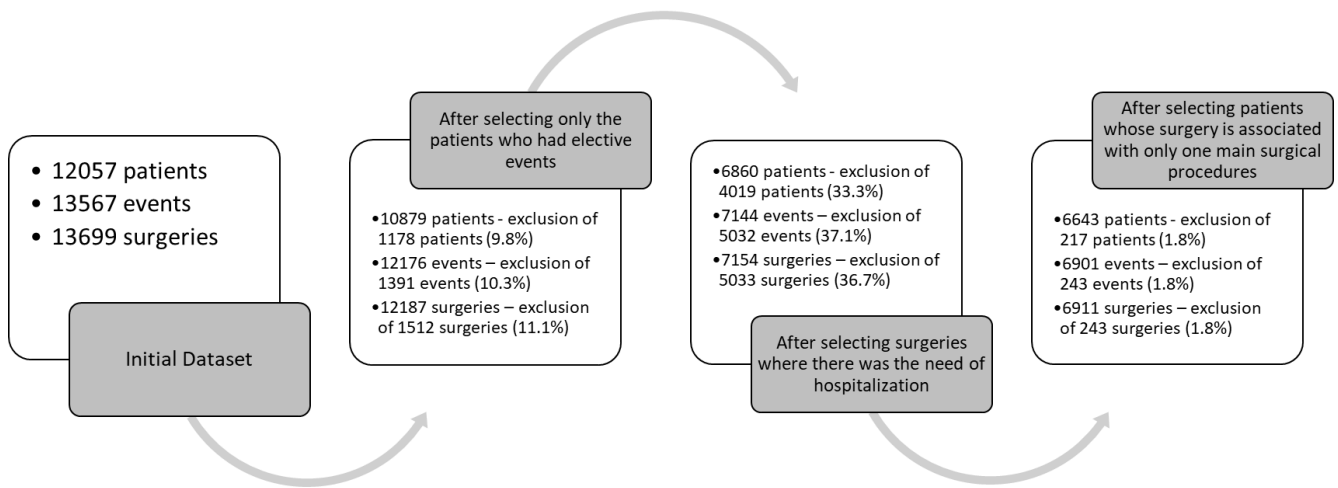 • 12057 patients
• 13567 events
• 13699 surgeries
Initial Dataset
After selecting only the
patients who had elective
events
•10879 patients - exclusion of
1178 patients (9.8%)
•12176 events – exclusion of
1391 events (10.3%)
•12187 surgeries – exclusion
of 1512 surgeries (11.1%)
•6860 patients - exclusion of
4019 patients (33.3%)
•7144 events – exclusion of
5032 events (37.1%)
•7154 surgeries – exclusion of
5033 surgeries (36.7%)
After selecting surgeries
where there was the need of
hospitalization
After selecting patients
whose surgery is associated
with only one main surgical
procedures
•6643 patients - exclusion of
217 patients (1.8%)
•6901 events – exclusion of
243 events (1.8%)
•6911 surgeries – exclusion
of 243 surgeries (1.8%)